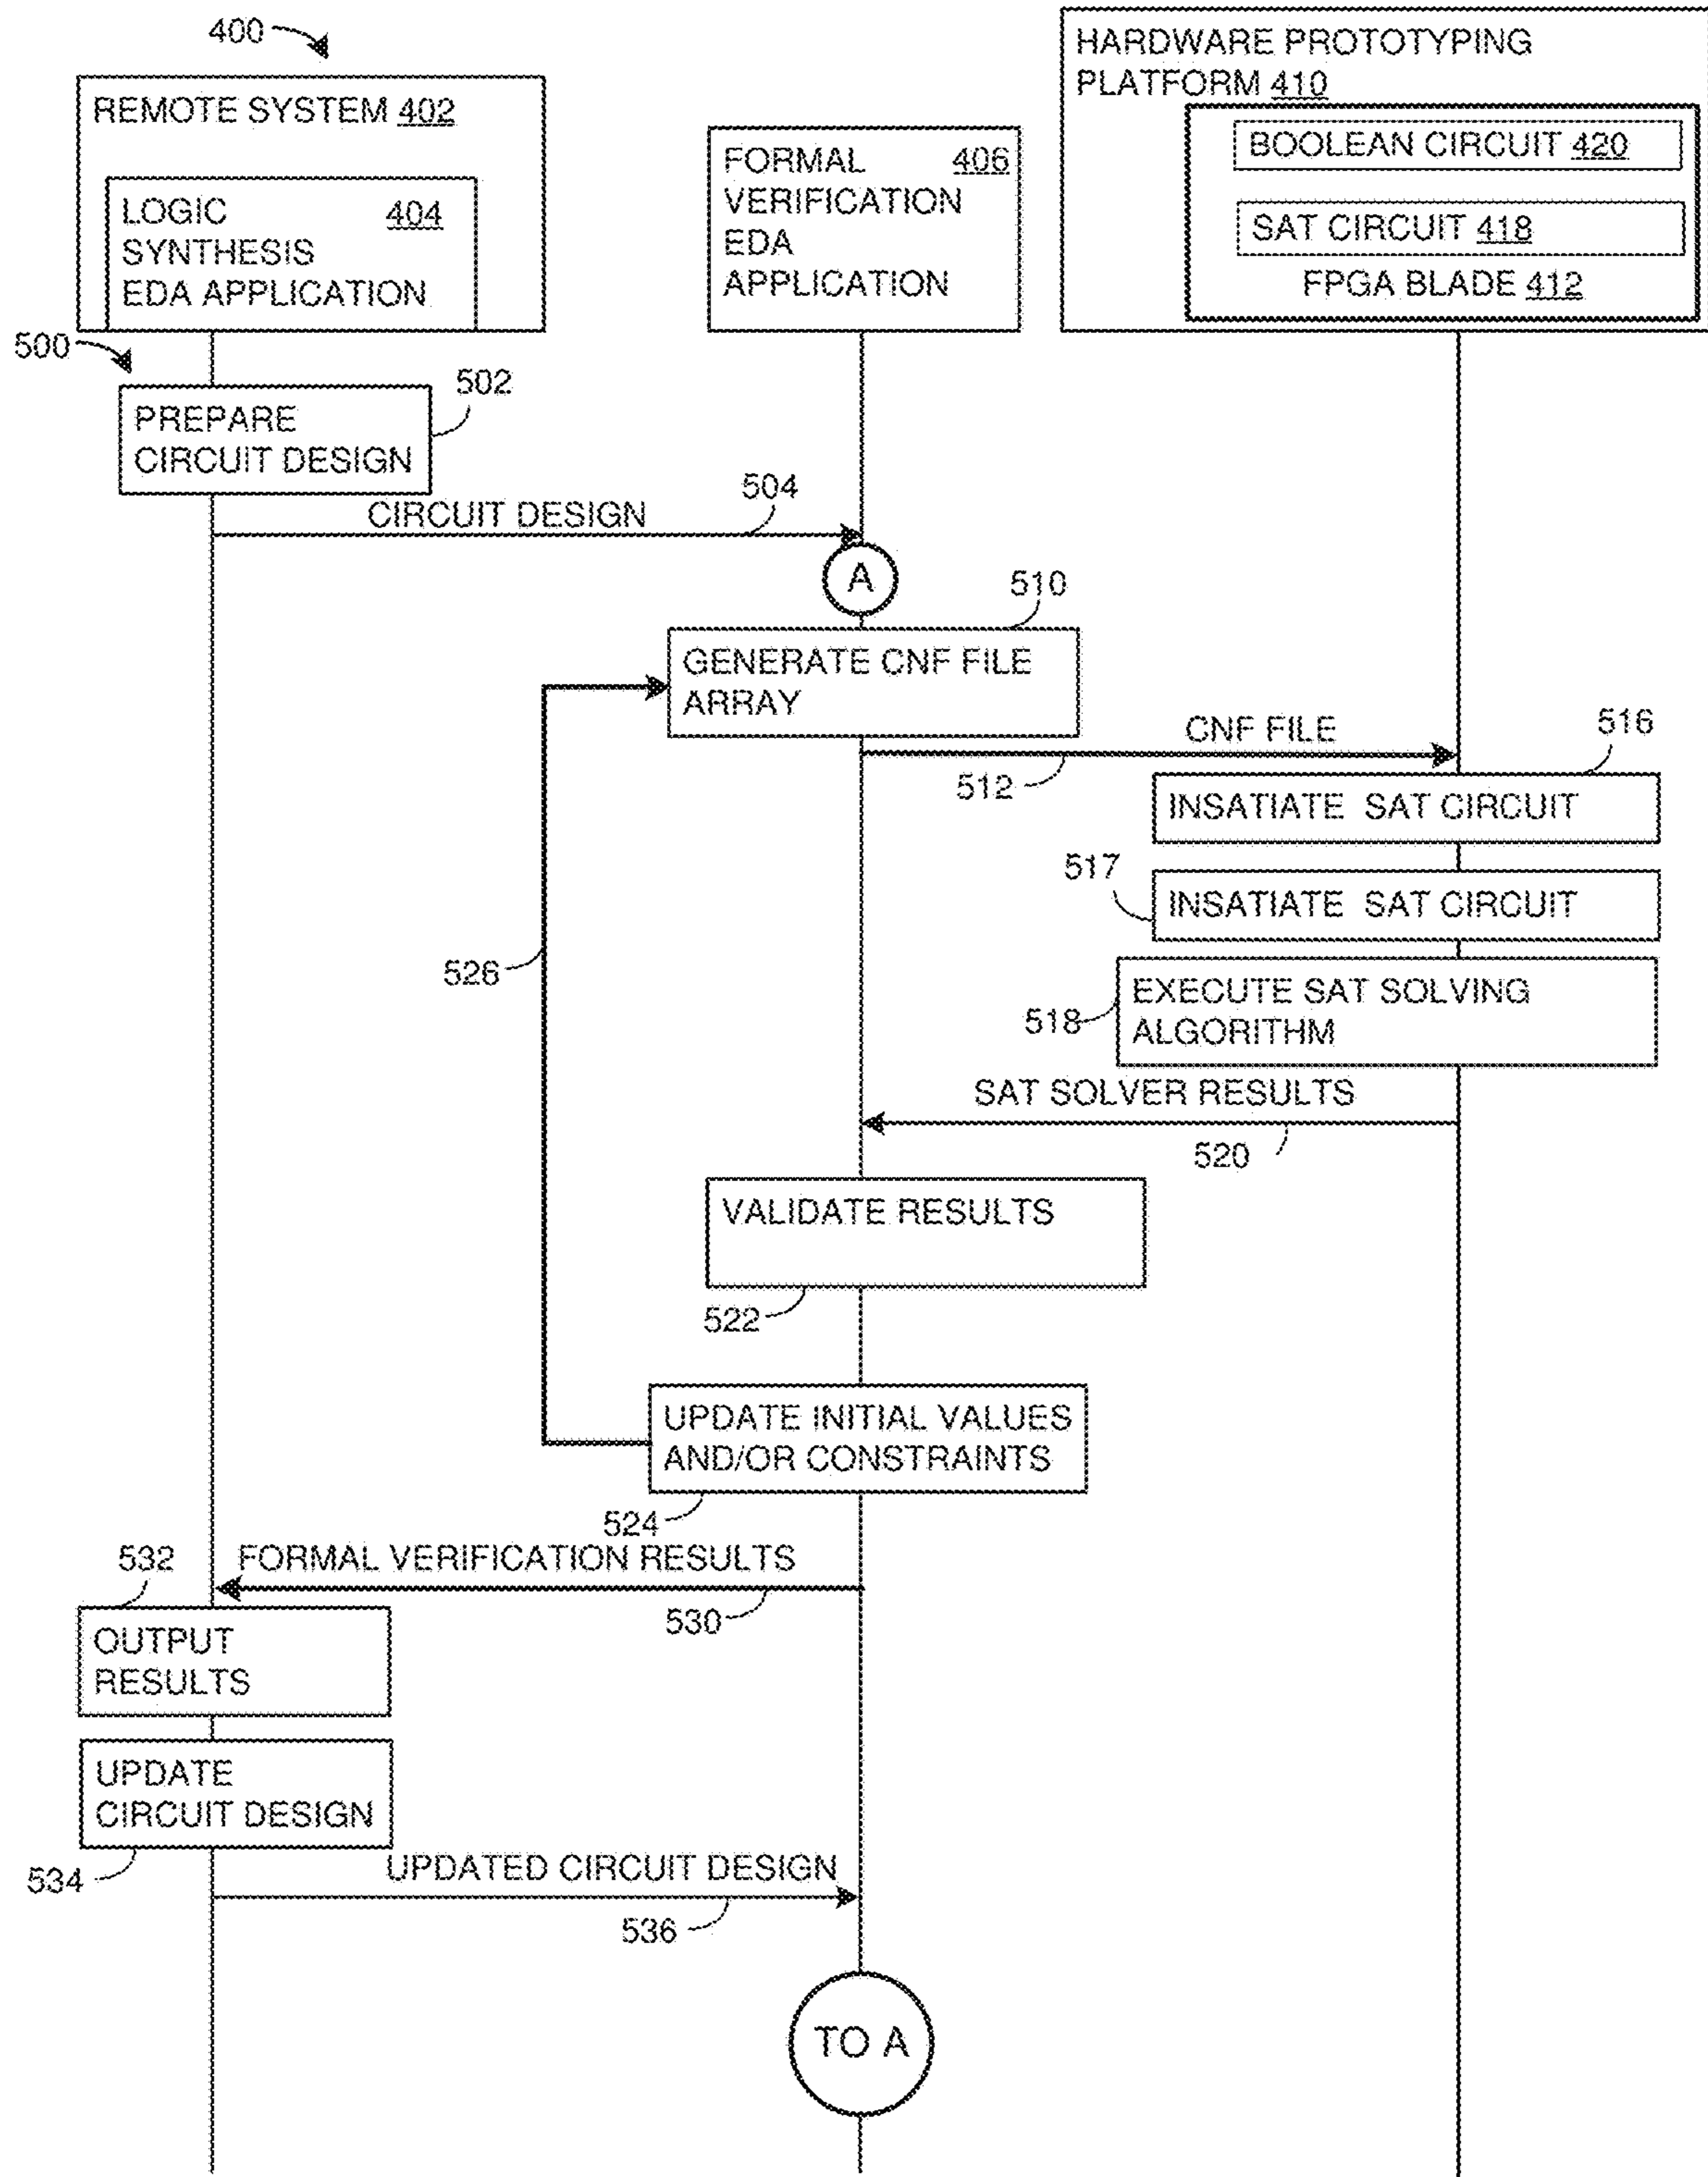 400
REMOTE SYSTEM 402
LOGIC 404
SYNTHESIS
EDA APPLICATION
FORMAL 406
VERIFICATION
EDA
APPLICATION
HARDWARE PROTOTYPING
PLATFORM 410
BOOLEAN CIRCUIT 420
SAT CIRCUIT 418
FPGA BLADE 412
500
502
PREPARE
CIRCUIT DESIGN
504
CIRCUIT DESIGN
A
510
GENERATE CNF FILE
ARRAY
CNF FILE
512
516
INSATIATE SAT CIRCUIT
517
INSATIATE SAT CIRCUIT
526
518
EXECUTE SAT SOLVING
ALGORITHM
SAT SOLVER RESULTS
520
VALIDATE RESULTS
522
UPDATE INITIAL VALUES
AND/OR CONSTRAINTS
524
532
FORMAL VERIFICATION RESULTS
530
OUTPUT
RESULTS
UPDATE
CIRCUIT DESIGN
534
UPDATED CIRCUIT DESIGN
536
TO A